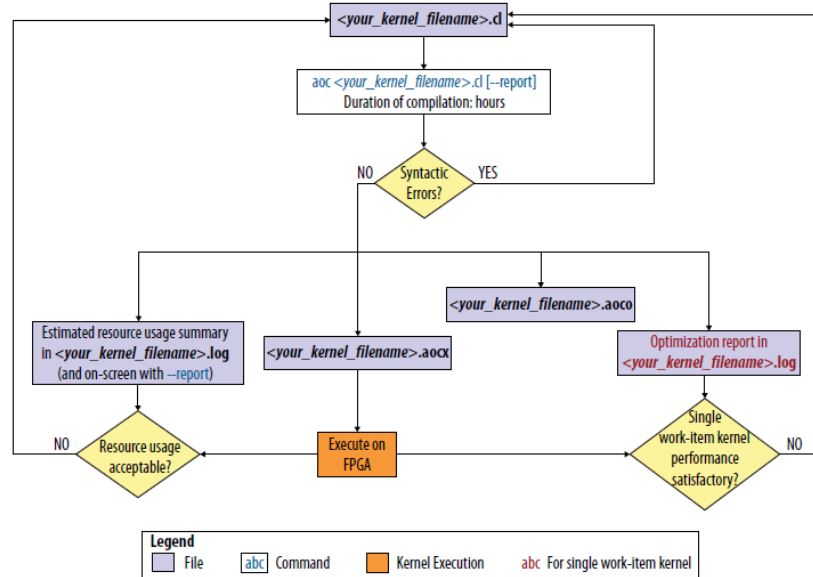 <your_kernel_filename>.cl
aoc <your_kernel_filename>.cl [--report]
Duration of compilation: hours
NO
Syntactic
Errors?
YES
<your_kernel_filename>.aoco
Estimated resource usage summary
in <your_kernel_filename>.log
(and on-screen with --report)
<your_kernel_filename>.aocx
Optimization report in
<your_kernel_filename>.log
NO
Resource usage
acceptable?
Execute on
FPGA
Single
work-item kernel
performance
satisfactory?
NO
Legend
File
abc Command
Kernel Execution
abc For single work-item kernel